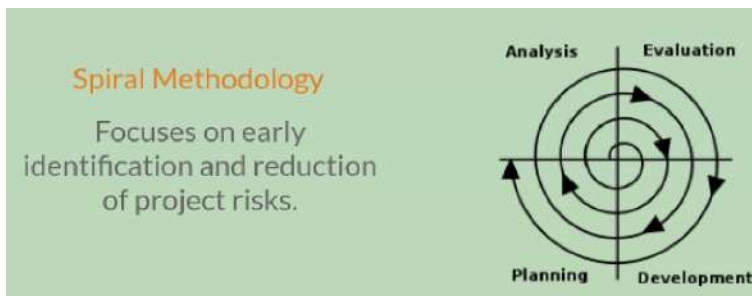 Spiral Methodology
Focuses on early
identification and reduction
of project risks.
Analysis
Evaluation
Planning
Development